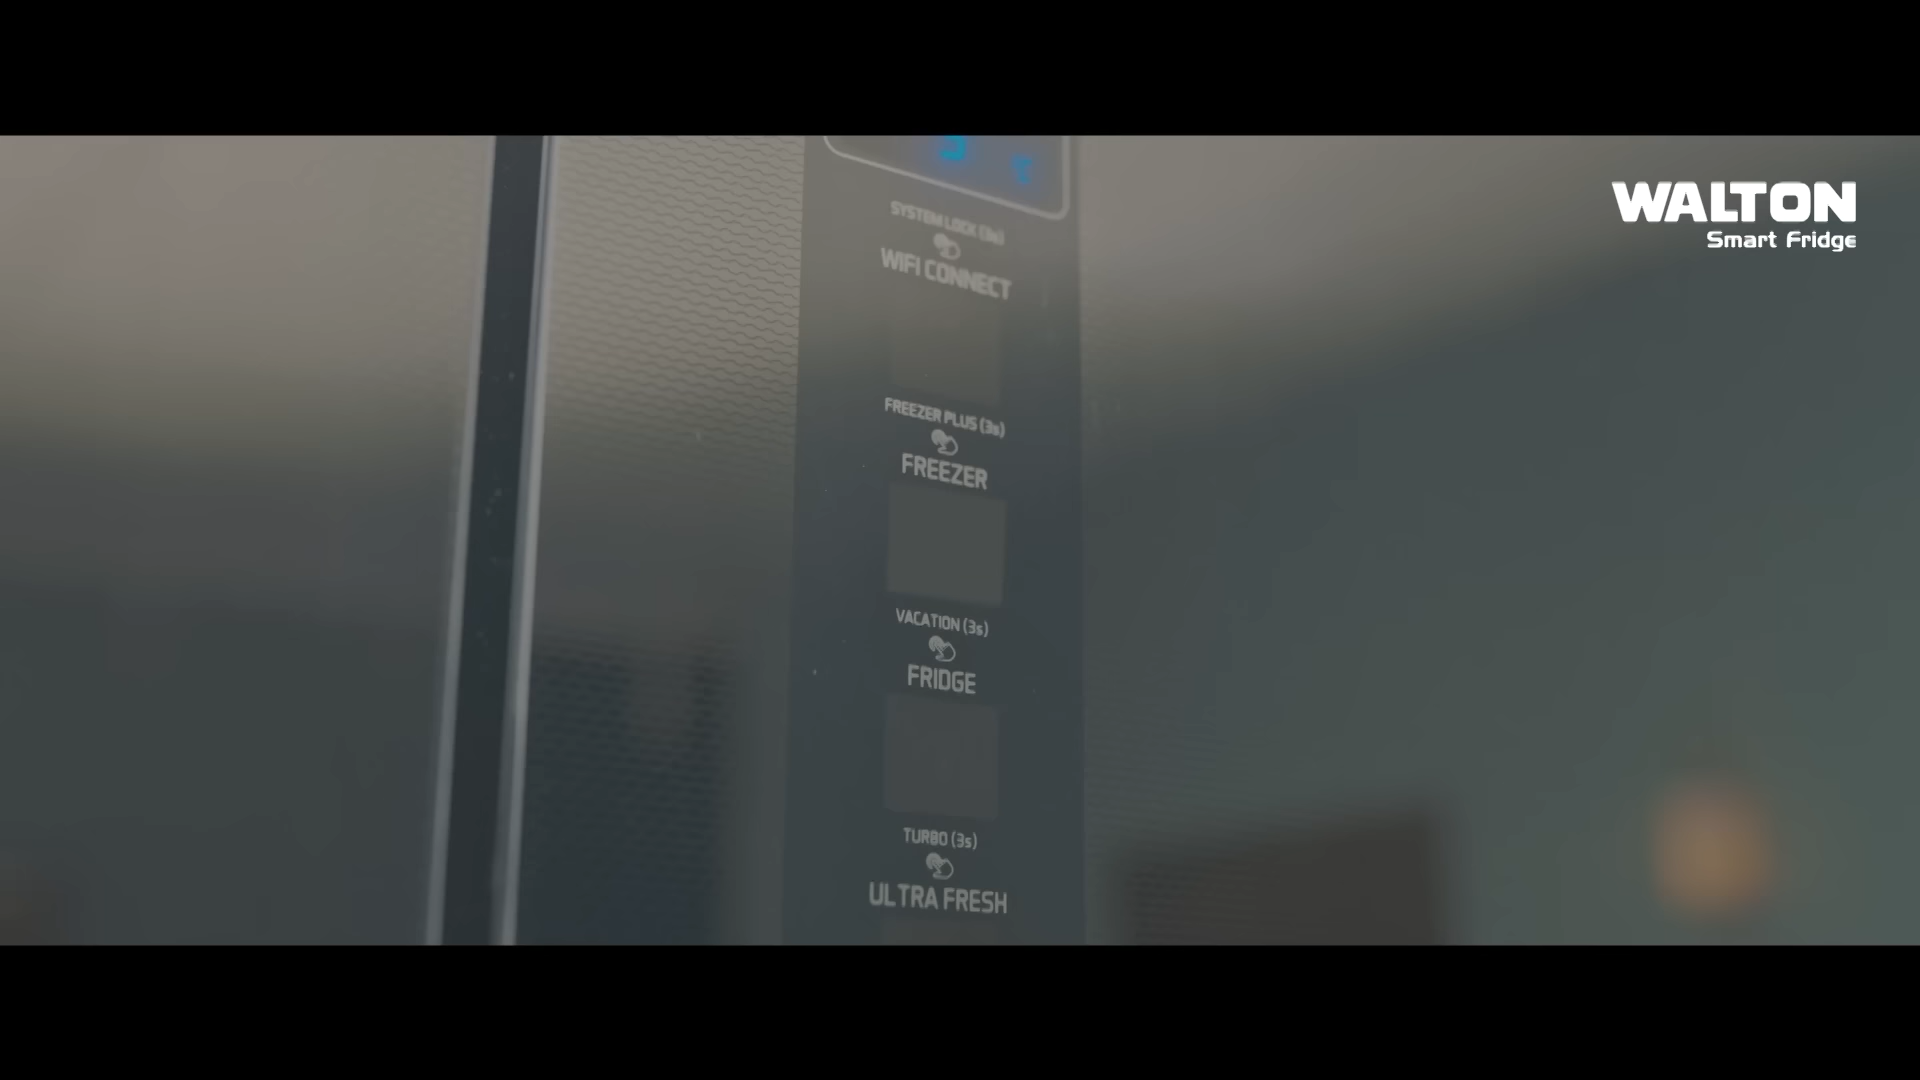 WALTON
Smart Fridge
°C
SYSTEM LOCK (3s)
WIFI CONNECT
FREEZER PLUS (3s)
FREEZER
VACATION (3s)
FRIDGE
TURBO (3s)
ULTRA FRESH